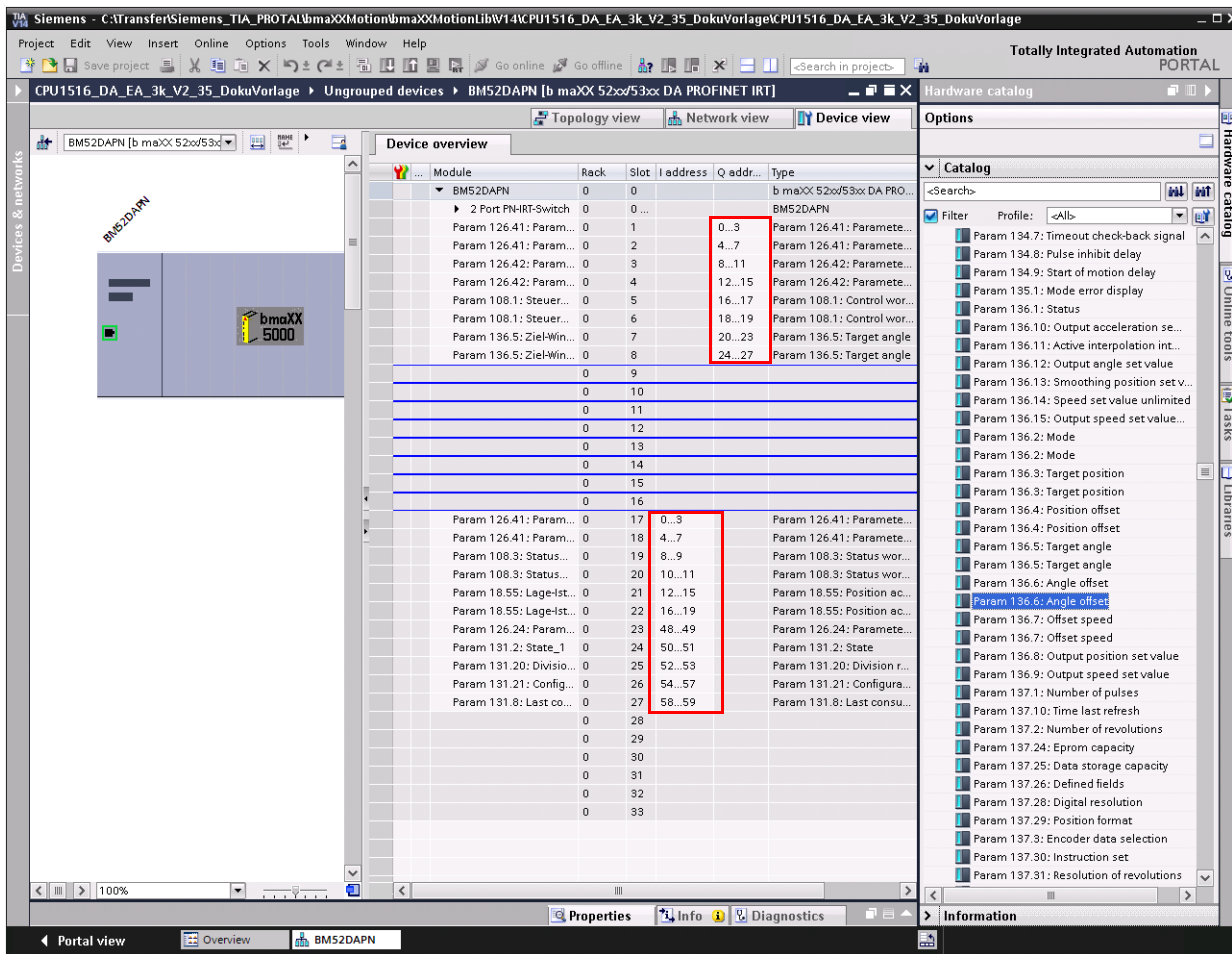 Siemens - C:\Transfer\Siemens_TIA_PROTAL\bmaXXMotion\bmaXXMotionLib\V14\CPU1516_DA_EA_3k_V2_35_DokuVorlage\CPU1516_DA_EA_3k_V2_35_DokuVorlage
Project Edit View Insert Online Options Tools Window Help
Totally Integrated Automation
PORTAL
Save project Go online Go offline <Search in project>
CPU1516_DA_EA_3k_V2_35_DokuVorlage Ungrouped devices BM52DAPN [b maXX 52xx/53xx DA PROFINET IRT]
Topology view Network view Device view
BM52DAPN [b maXX 52xx/53x
Device overview
Devices & networks
BM52DAPN
bmaXX
5000
... Module Rack Slot I address Q addr... Type
BM52DAPN 0 0 b maXX 52xx/53xx DA PRO...
2 Port PN-IRT-Switch 0 0 ... BM52DAPN
Param 126.41: Param... 0 1 0...3 Param 126.41: Paramete...
Param 126.41: Param... 0 2 4...7 Param 126.41: Paramete...
Param 126.42: Param... 0 3 8...11 Param 126.42: Paramete...
Param 126.42: Param... 0 4 12...15 Param 126.42: Paramete...
Param 108.1: Steuer... 0 5 16...17 Param 108.1: Control wor...
Param 108.1: Steuer... 0 6 18...19 Param 108.1: Control wor...
Param 136.5: Ziel-Win... 0 7 20...23 Param 136.5: Target angle
Param 136.5: Ziel-Win... 0 8 24...27 Param 136.5: Target angle
0 9
0 10
0 11
0 12
0 13
0 14
0 15
0 16
Param 126.41: Param... 0 17 0...3 Param 126.41: Paramete...
Param 126.41: Param... 0 18 4...7 Param 126.41: Paramete...
Param 108.3: Status... 0 19 8...9 Param 108.3: Status wor...
Param 108.3: Status... 0 20 10...11 Param 108.3: Status wor...
Param 18.55: Lage-Ist... 0 21 12...15 Param 18.55: Position ac...
Param 18.55: Lage-Ist... 0 22 16...19 Param 18.55: Position ac...
Param 126.24: Param... 0 23 48...49 Param 126.24: Paramete...
Param 131.2: State_1 0 24 50...51 Param 131.2: State
Param 131.20: Divisio... 0 25 52...53 Param 131.20: Division r...
Param 131.21: Config... 0 26 54...57 Param 131.21: Configura...
Param 131.8: Last co... 0 27 58...59 Param 131.8: Last consu...
0 28
0 29
0 30
0 31
0 32
0 33
100%
Properties Info Diagnostics
Portal view Overview BM52DAPN
Hardware catalog
Options
Catalog
<Search>
Filter Profile: <All>
Param 134.7: Timeout check-back signal
Param 134.8: Pulse inhibit delay
Param 134.9: Start of motion delay
Param 135.1: Mode error display
Param 136.1: Status
Param 136.10: Output acceleration se...
Param 136.11: Active interpolation int...
Param 136.12: Output angle set value
Param 136.13: Smoothing position set v...
Param 136.14: Speed set value unlimited
Param 136.15: Output speed set value...
Param 136.2: Mode
Param 136.2: Mode
Param 136.3: Target position
Param 136.3: Target position
Param 136.4: Position offset
Param 136.4: Position offset
Param 136.5: Target angle
Param 136.5: Target angle
Param 136.6: Angle offset
Param 136.6: Angle offset
Param 136.7: Offset speed
Param 136.7: Offset speed
Param 136.8: Output position set value
Param 136.9: Output speed set value
Param 137.1: Number of pulses
Param 137.10: Time last refresh
Param 137.2: Number of revolutions
Param 137.24: Eprom capacity
Param 137.25: Data storage capacity
Param 137.26: Defined fields
Param 137.28: Digital resolution
Param 137.29: Position format
Param 137.3: Encoder data selection
Param 137.30: Instruction set
Param 137.31: Resolution of revolutions
Information
Hardware catalog
Online tools
Tasks
Libraries